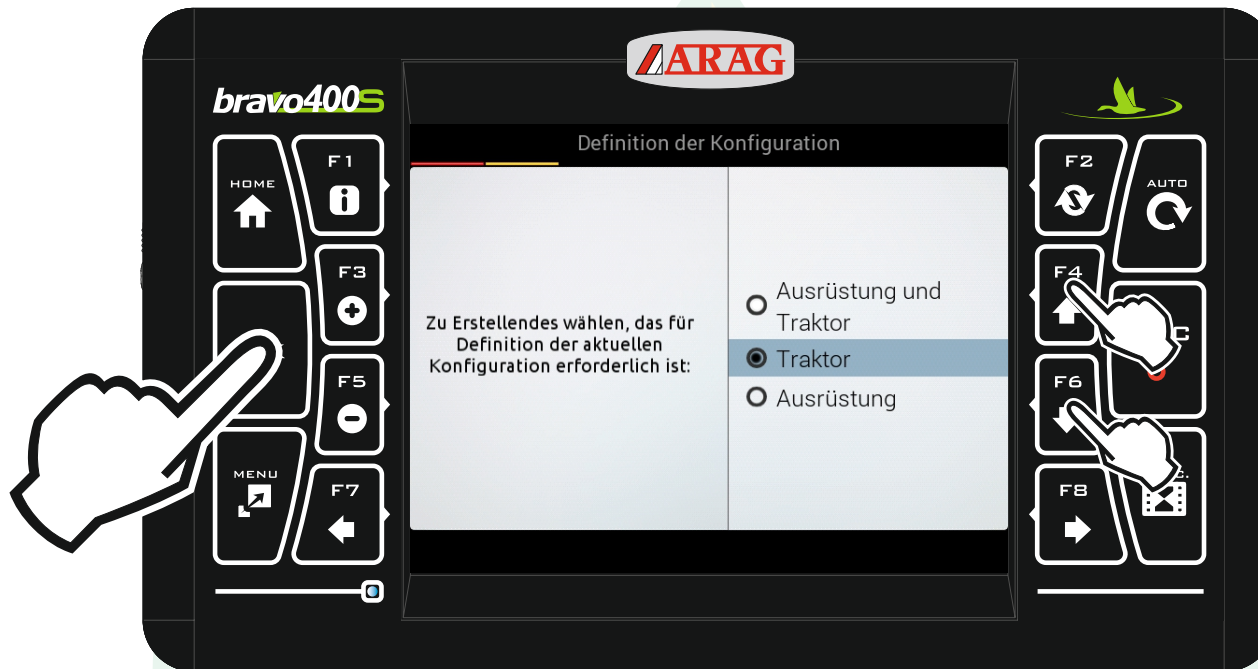 ARAG
bravo400S
Definition der Konfiguration
HOME
F1
F2
AUTO
F3
F4
Zu Erstellendes wählen, das für
Definition der aktuellen
Konfiguration erforderlich ist:
Ausrüstung und
Traktor
Traktor
Ausrüstung
F5
F6
MENU
F7
F8